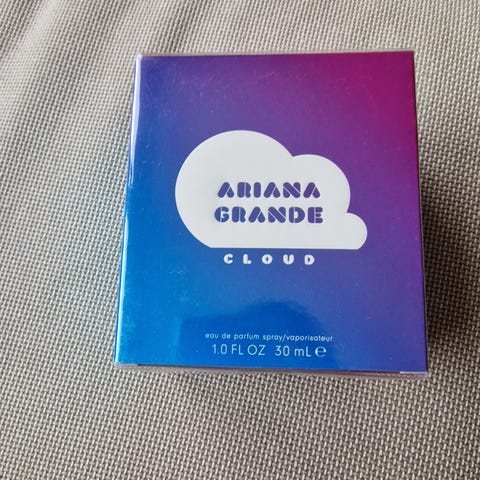 ARIANA
GRANDE
CLOUD
eau de parfum spray/vaporisateur
1.0 FL OZ 30 mL ℮